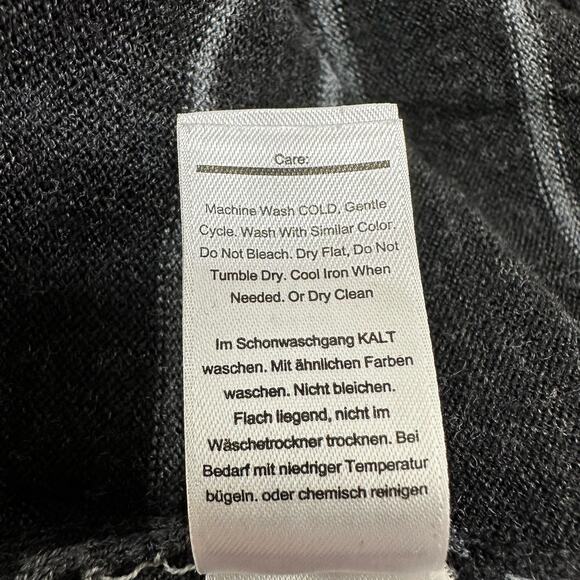 Care:
Machine Wash COLD, Gentle
Cycle. Wash With Similar Color.
Do Not Bleach. Dry Flat, Do Not
Tumble Dry. Cool Iron When
Needed. Or Dry Clean
Im Schonwaschgang KALT
waschen. Mit ähnlichen Farben
waschen. Nicht bleichen.
Flach liegend, nicht im
Wäschetrockner trocknen. Bei
Bedarf mit niedriger Temperatur
bügeln. oder chemisch reinigen